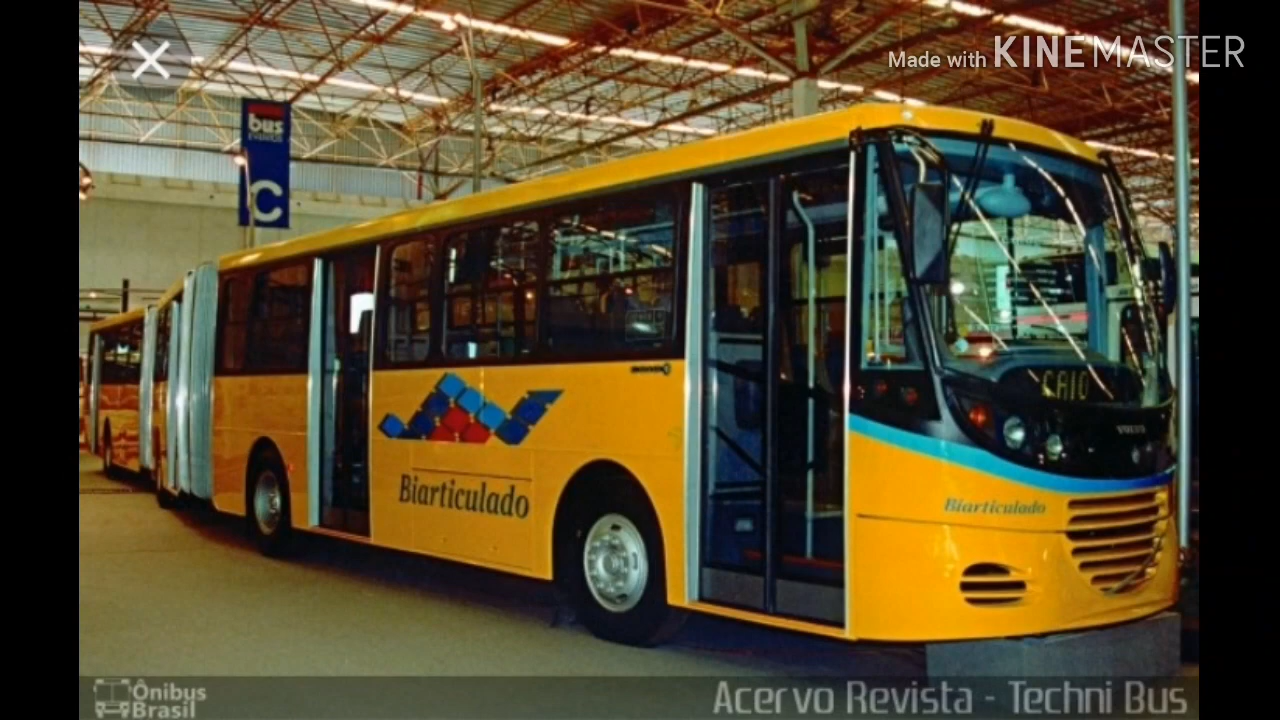 Made with KINEMASTER
bus
C
CAIO
VOLVO
Biarticulado
Biarticulado
Ônibus
Brasil
Acervo Revista - Techni Bus